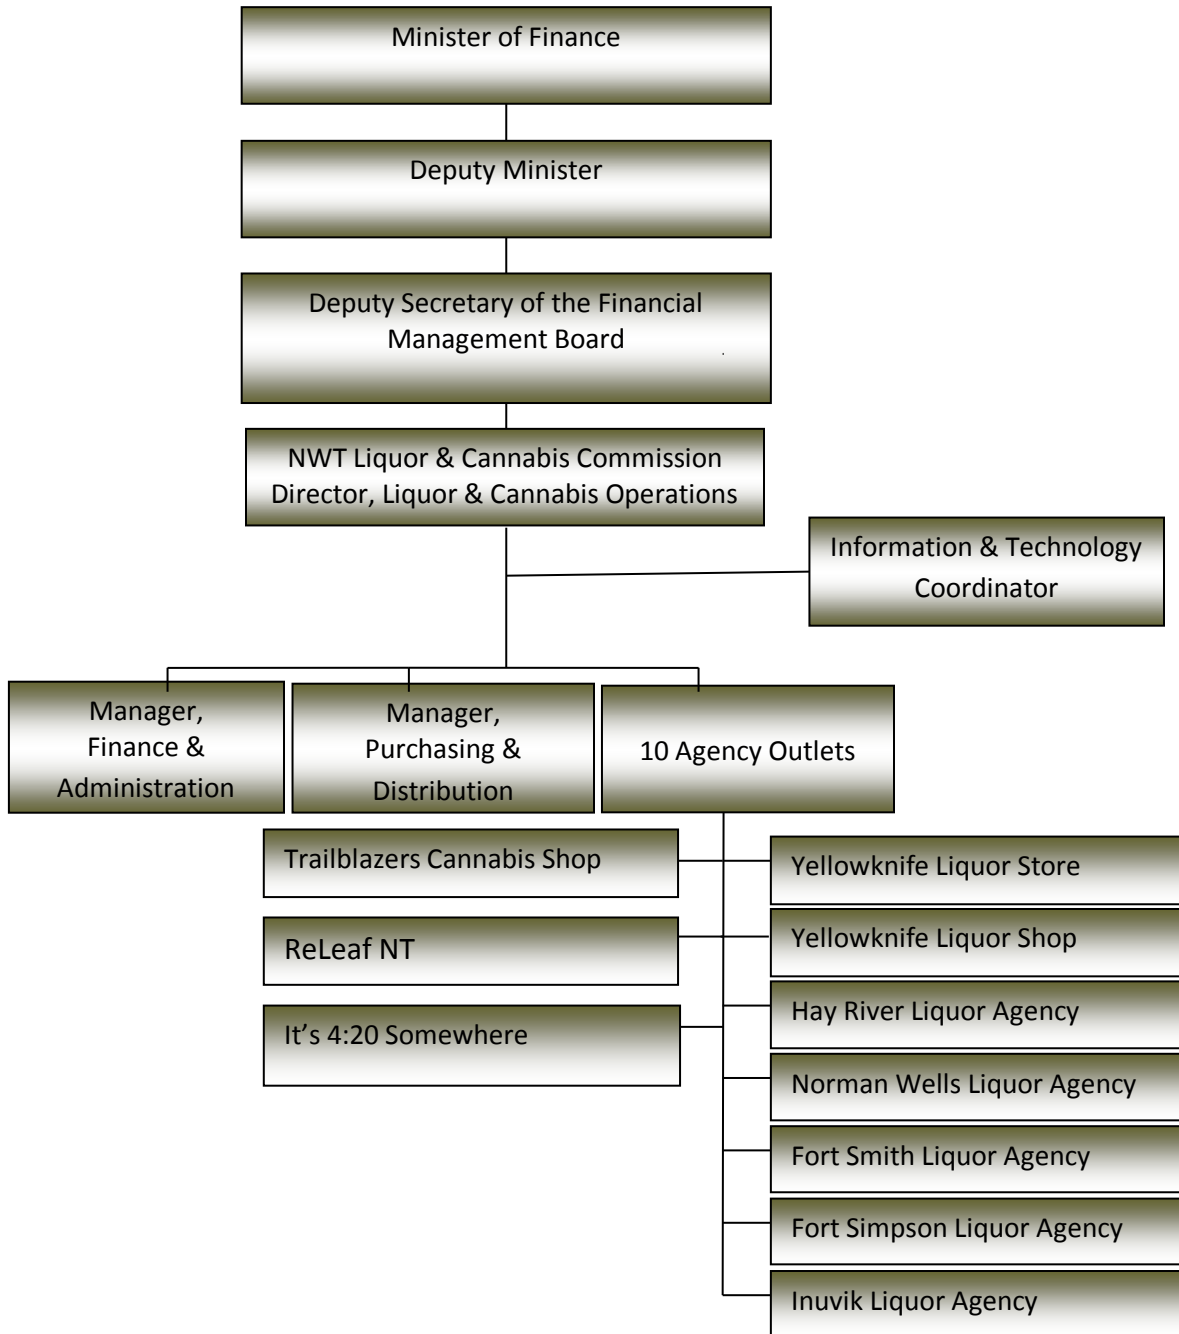 Minister of Finance
Deputy Minister
Deputy Secretary of the Financial
Management Board
NWT Liquor & Cannabis Commission
Director, Liquor & Cannabis Operations
Information & Technology
Coordinator
Manager,
Finance &
Administration
Manager,
Purchasing &
Distribution
10 Agency Outlets
Trailblazers Cannabis Shop
ReLeaf NT
It’s 4:20 Somewhere
Yellowknife Liquor Store
Yellowknife Liquor Shop
Hay River Liquor Agency
Norman Wells Liquor Agency
Fort Smith Liquor Agency
Fort Simpson Liquor Agency
Inuvik Liquor Agency